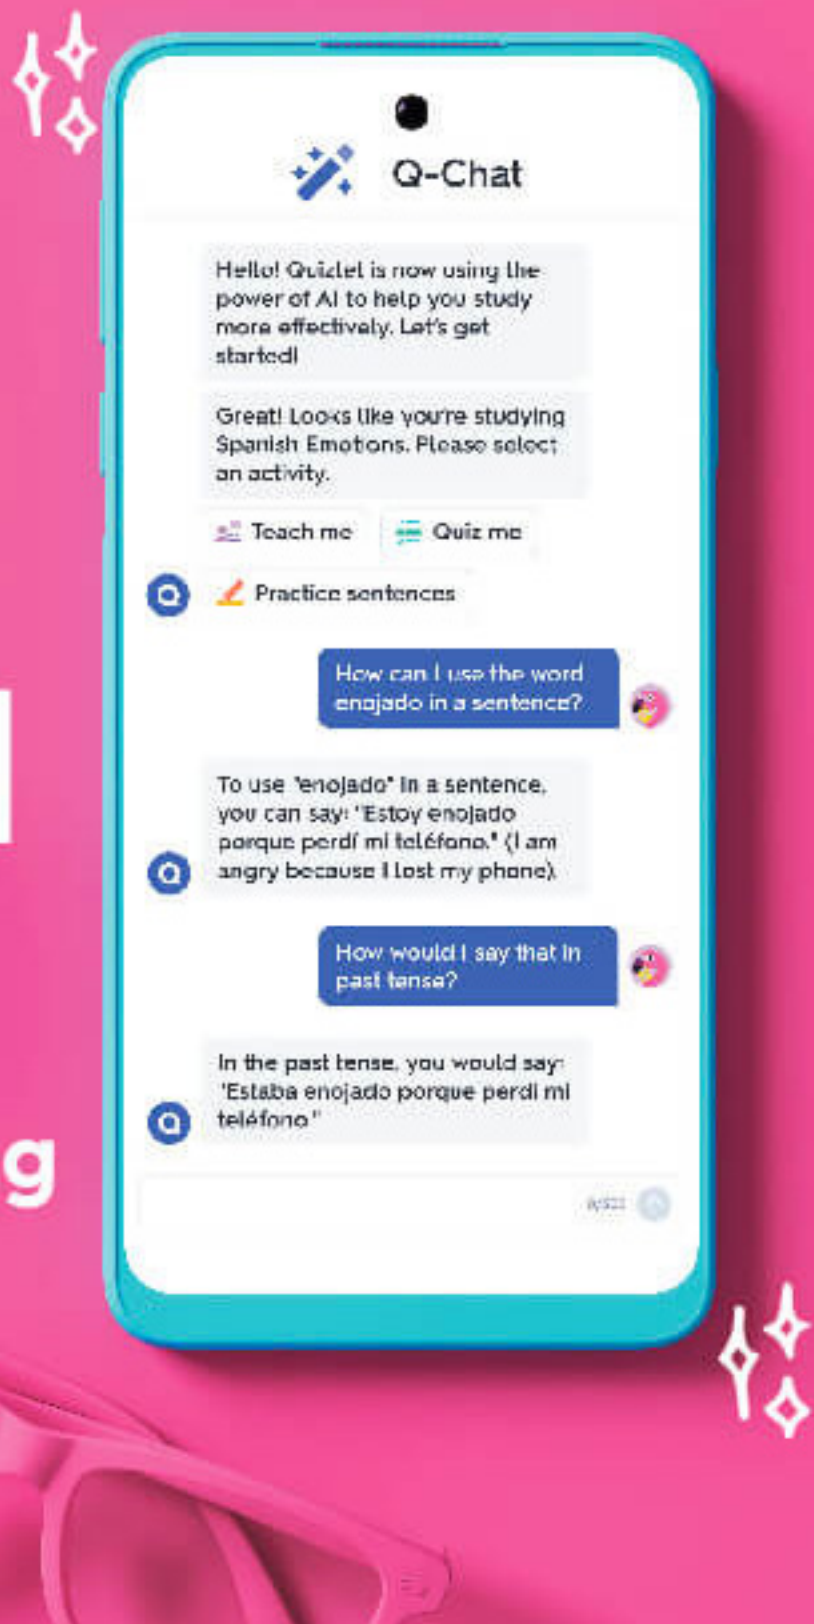 Q-Chat
Hello! Quizlet is now using the
power of AI to help you study
more effectively. Let's get
started!
Great! Looks like you're studying
Spanish Emotions. Please select
an activity.
Teach me
Quiz me
Q
Practice sentences
How can I use the word
enojado in a sentence?
To use "enojado" in a sentence,
you can say: "Estoy enojado
porque perdí mi teléfono." (I am
angry because I lost my phone).
Q
How would I say that in
past tense?
In the past tense, you would say:
"Estaba enojado porque perdí mi
teléfono"
Q
g